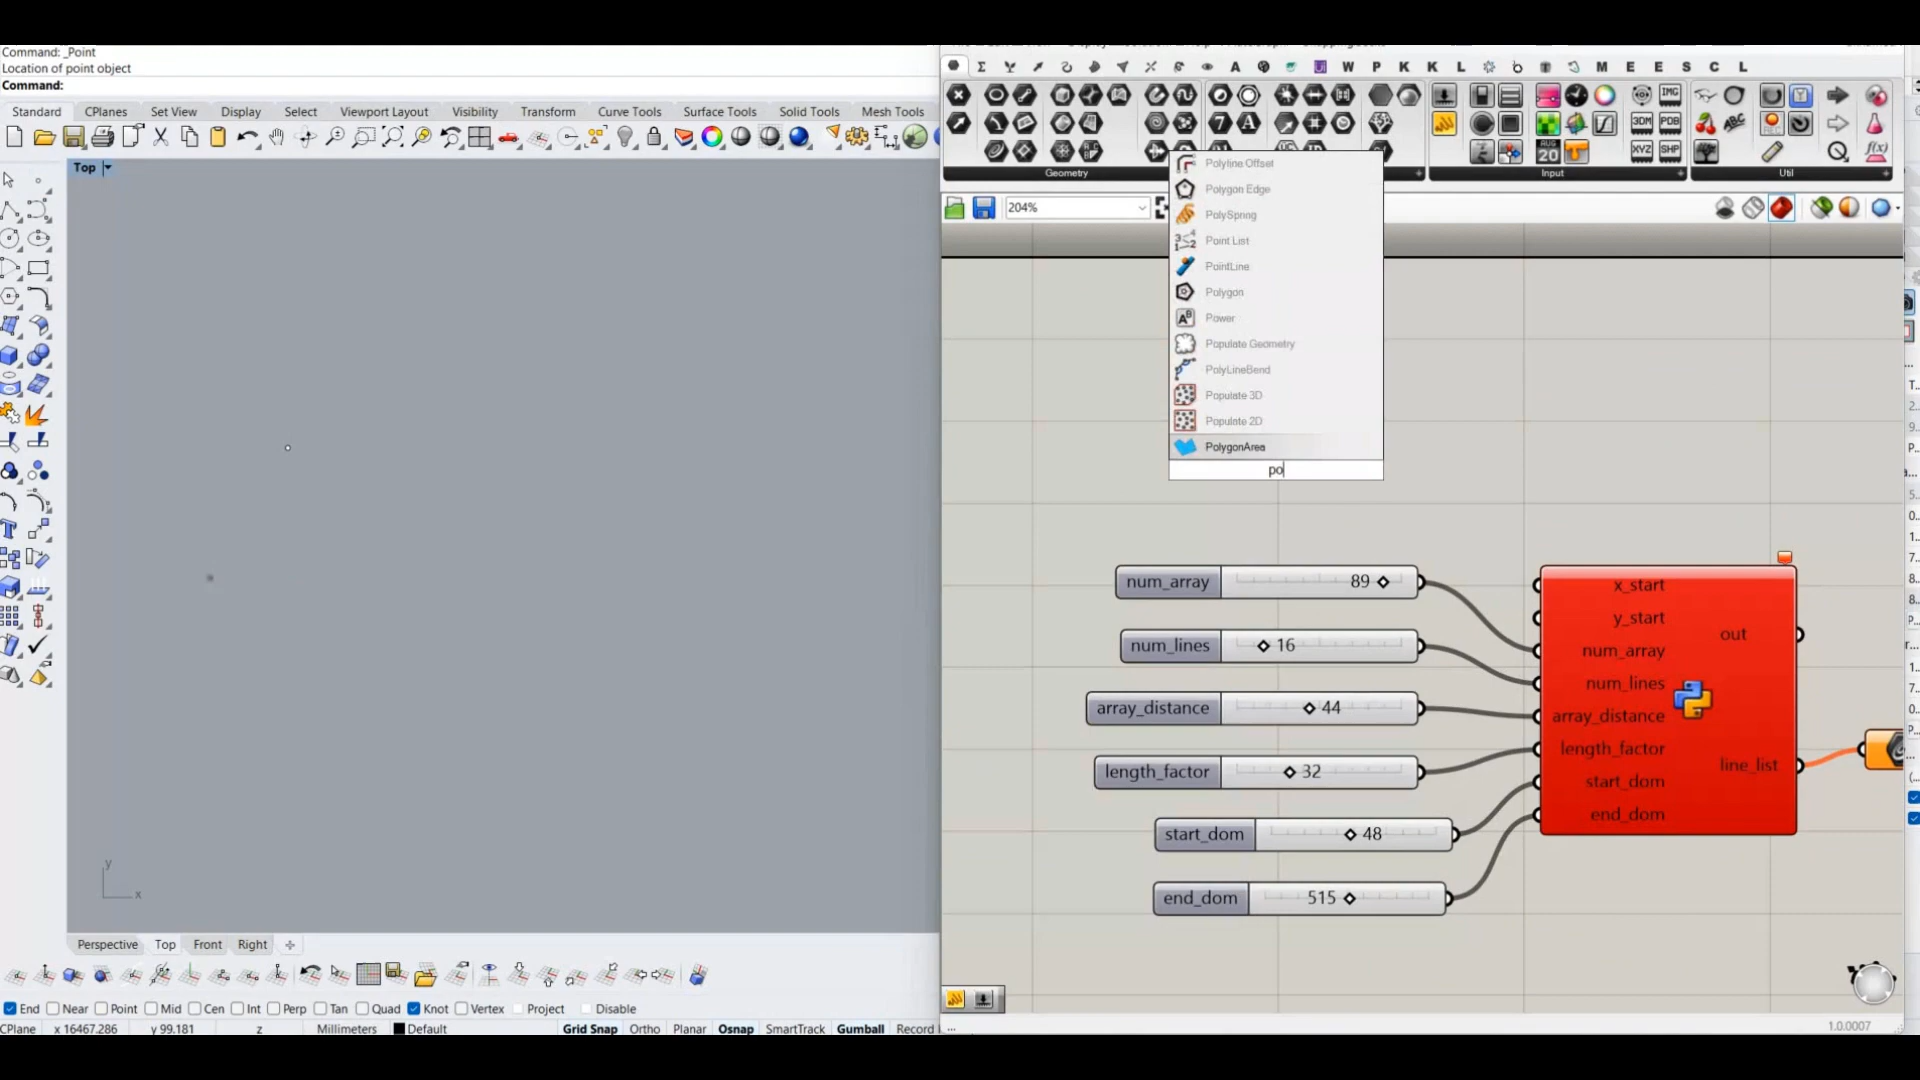 Command: _Point
Location of point object
Command:
Standard CPlanes Set View Display Select Viewport Layout Visibility Transform Curve Tools Surface Tools Solid Tools Mesh Tools
Top
Perspective Top Front Right
End Near Point Mid Cen Int Perp Tan Quad Knot Vertex Project Disable
CPlane x 16467.286 y 99.181 z Millimeters Default Grid Snap Ortho Planar Osnap SmartTrack Gumball Record
A W P K K L M E E S C L
Geometry Input Util
204%
Polyline Offset
Polygon Edge
PolySpring
Point List
PointLine
Polygon
Power
Populate Geometry
PolyLineBend
Populate 3D
Populate 2D
PolygonArea
po
num_array 89
num_lines 16
array_distance 44
length_factor 32
start_dom 48
end_dom 515
x_start
y_start
num_array
num_lines
array_distance
length_factor
start_dom
end_dom
out
line_list
y
x
1.0.0007